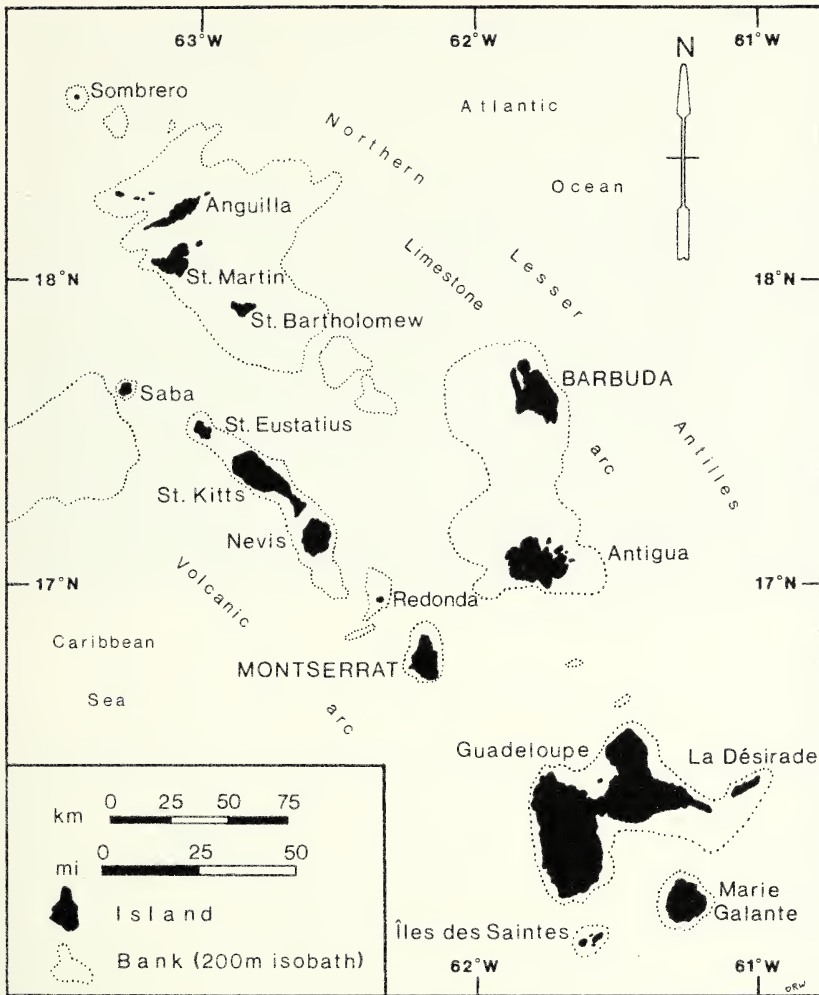 63°W 62°W 61°W
N
Sombrero
Atlantic
Northern
Ocean
Anguilla
Lesser
Limestone
18°N 18°N
St. Martin
St. Bartholomew
BARBUDA
Saba
Antilles
St. Eustatius
arc
St. Kitts
Nevis
Antigua
Volcanic
17°N 17°N
Redonda
Caribbean
MONTSERRAT
Sea
arc
Guadeloupe
La Désirade
km 0 25 50 75
mi 0 25 50
Island
Marie
Galante
Îles des Saintes
Bank (200m isobath)
62°W 61°W
DRW